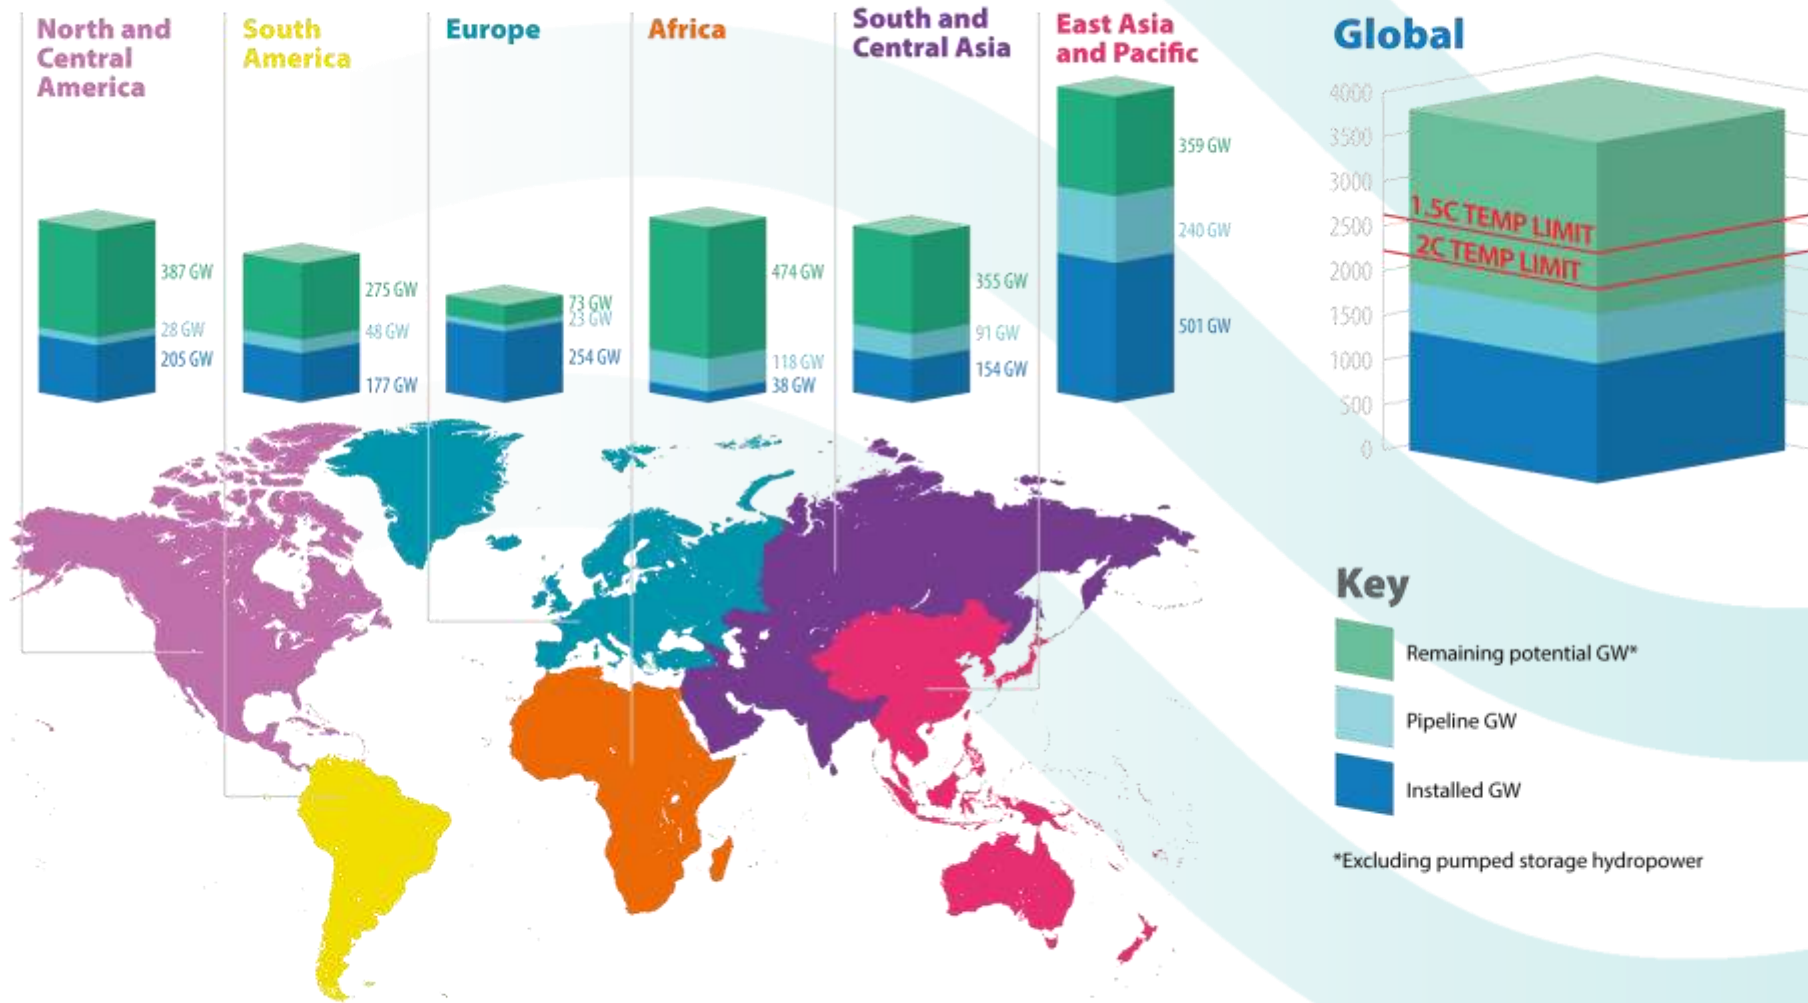 North and
Central
America
387 GW
28 GW
205 GW
South
America
275 GW
48 GW
177 GW
Europe
73 GW
23 GW
254 GW
Africa
474 GW
118 GW
38 GW
South and
Central Asia
355 GW
91 GW
154 GW
East Asia
and Pacific
359 GW
240 GW
501 GW
Global
4000
3500
3000
2500
2000
1500
1000
500
0
1.5C TEMP LIMIT
2C TEMP LIMIT
Key
Remaining potential GW*
Pipeline GW
Installed GW
*Excluding pumped storage hydropower